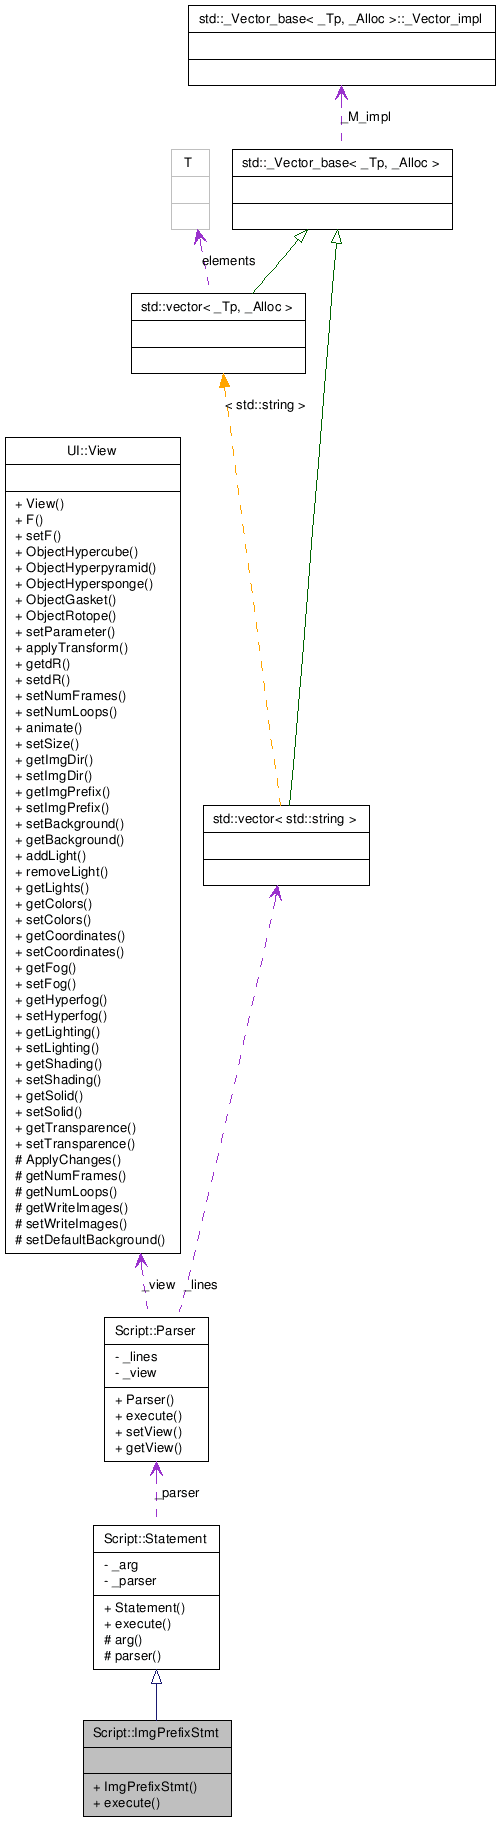 std::_Vector_base< _Tp, _Alloc >::_Vector_impl
_M_impl
T
std::_Vector_base< _Tp, _Alloc >
elements
std::vector< _Tp, _Alloc >
< std::string >
UI::View
+ View()
+ F()
+ setF()
+ ObjectHypercube()
+ ObjectHyperpyramid()
+ ObjectHypersponge()
+ ObjectGasket()
+ ObjectRotope()
+ setParameter()
+ applyTransform()
+ getdR()
+ setdR()
+ setNumFrames()
+ setNumLoops()
+ animate()
+ setSize()
+ getImgDir()
+ setImgDir()
+ getImgPrefix()
+ setImgPrefix()
+ setBackground()
+ getBackground()
+ addLight()
+ removeLight()
+ getLights()
+ getColors()
+ setColors()
+ getCoordinates()
+ setCoordinates()
+ getFog()
+ setFog()
+ getHyperfog()
+ setHyperfog()
+ getLighting()
+ setLighting()
+ getShading()
+ setShading()
+ getSolid()
+ setSolid()
+ getTransparence()
+ setTransparence()
# ApplyChanges()
# getNumFrames()
# getNumLoops()
# getWriteImages()
# setWriteImages()
# setDefaultBackground()
std::vector< std::string >
_view
_lines
Script::Parser
- _lines
- _view
+ Parser()
+ execute()
+ setView()
+ getView()
_parser
Script::Statement
- _arg
- _parser
+ Statement()
+ execute()
# arg()
# parser()
Script::ImgPrefixStmt
+ ImgPrefixStmt()
+ execute()